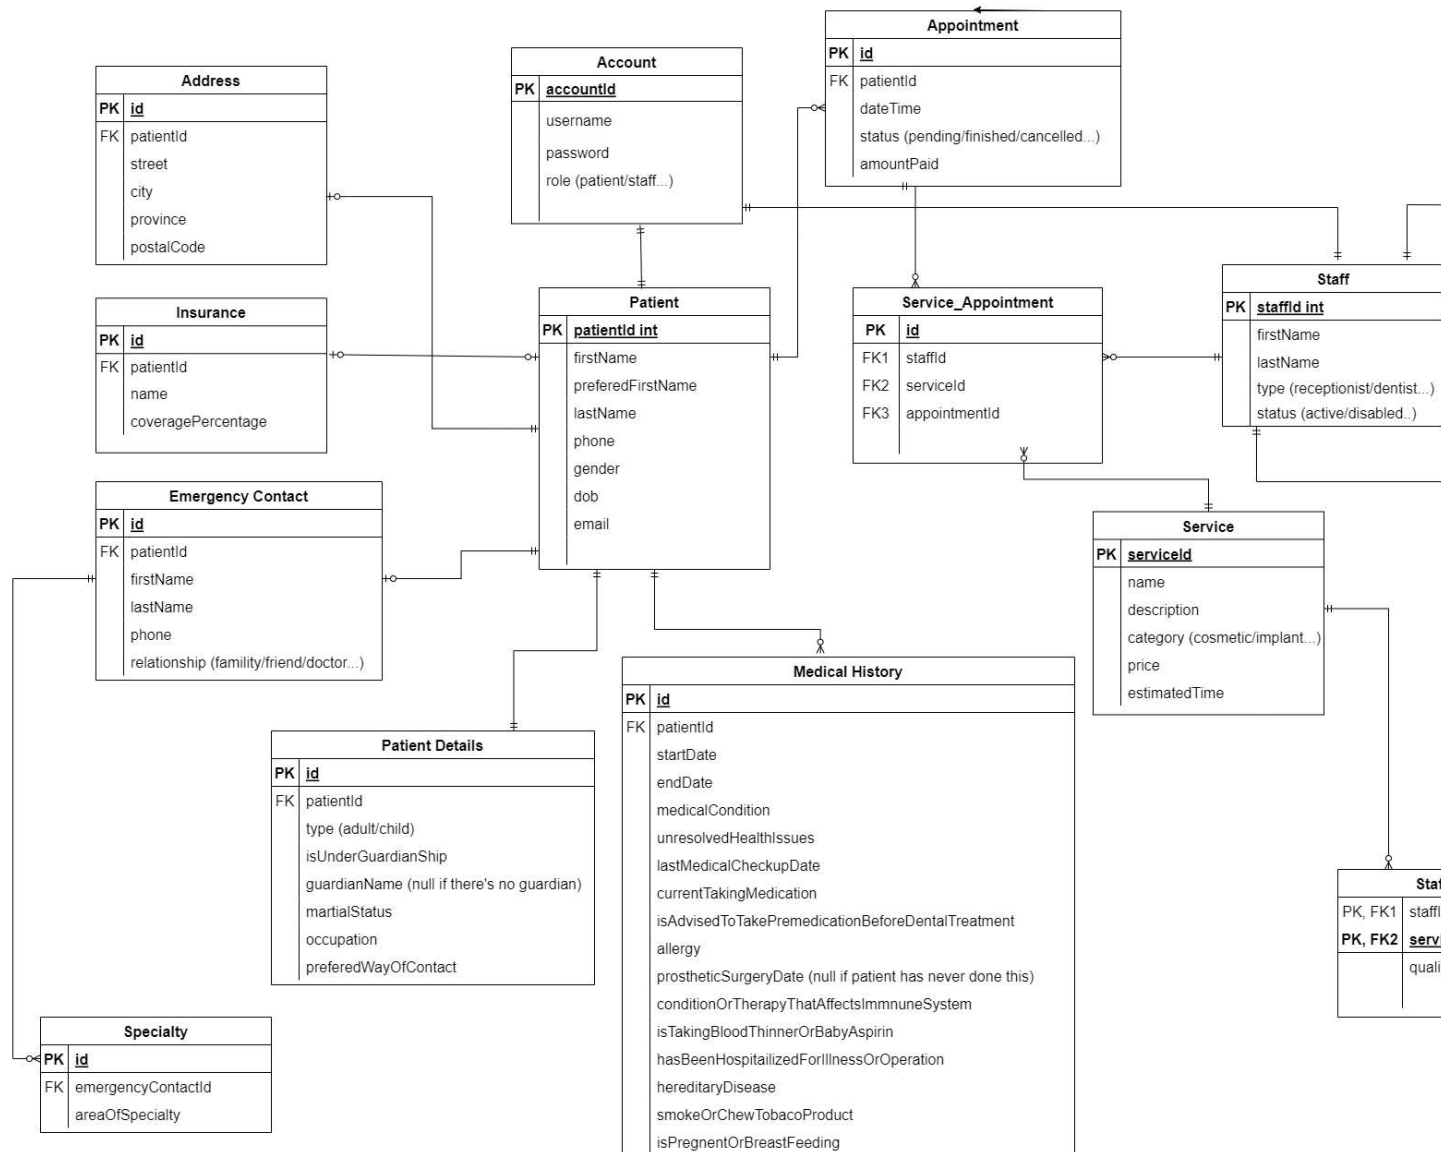 Address
PK id
FK patientId
street
city
province
postalCode
Insurance
PK id
FK patientId
name
coveragePercentage
Emergency Contact
PK id
FK patientId
firstName
lastName
phone
relationship (famility/friend/doctor...)
Account
PK accountId
username
password
role (patient/staff...)
Patient
PK patientId int
firstName
preferedFirstName
lastName
phone
gender
dob
email
Appointment
PK id
FK patientId
dateTime
status (pending/finished/cancelled...)
amountPaid
Service_Appointment
PK id
FK1 staffId
FK2 serviceId
FK3 appointmentId
Staff
PK staffId int
firstName
lastName
type (receptionist/dentist...)
status (active/disabled..)
Service
PK serviceId
name
description
category (cosmetic/implant...)
price
estimatedTime
Patient Details
PK id
FK patientId
type (adult/child)
isUnderGuardianShip
guardianName (null if there's no guardian)
martialStatus
occupation
preferedWayOfContact
Medical History
PK id
FK patientId
startDate
endDate
medicalCondition
unresolvedHealthIssues
lastMedicalCheckupDate
currentTakingMedication
isAdvisedToTakePremedicationBeforeDentalTreatment
allergy
prostheticSurgeryDate (null if patient has never done this)
conditionOrTherapyThatAffectsImmnuneSystem
isTakingBloodThinnerOrBabyAspirin
hasBeenHospitailizedForIllnessOrOperation
hereditaryDisease
smokeOrChewTobacoProduct
isPregnentOrBreastFeeding
Specialty
PK id
FK emergencyContactId
areaOfSpecialty
PK, FK1
PK, FK2